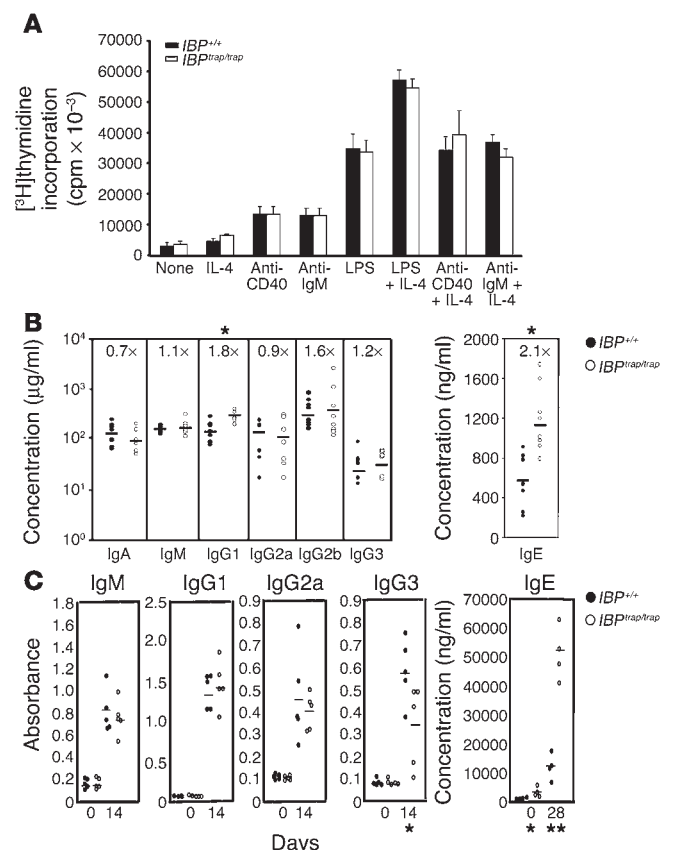 A
[³H]thymidine
incorporation
(cpm × 10⁻³)
IBP+/+
IBPtrap/trap
70000
60000
50000
40000
30000
20000
10000
0
None IL-4 Anti-CD40 Anti-IgM LPS LPS + IL-4 Anti-CD40 + IL-4 Anti-IgM + IL-4
B
Concentration (µg/ml)
10⁴
10³
10²
10¹
10⁰
*
0.7× 1.1× 1.8× 0.9× 1.6× 1.2×
IgA IgM IgG1 IgG2a IgG2b IgG3
Concentration (ng/ml)
2000
1600
1200
800
400
0
*
2.1×
IgE
IBP+/+
IBPtrap/trap
C
Absorbance
IgM
1.8
1.6
1.4
1.2
1.0
0.8
0.6
0.4
0.2
0
0 14
IgG1
2.5
2.0
1.5
1.0
0.5
0
0 14
IgG2a
0.9
0.8
0.7
0.6
0.5
0.4
0.3
0.2
0.1
0
0 14
IgG3
0.9
0.8
0.7
0.6
0.5
0.4
0.3
0.2
0.1
0
0 14
*
Concentration (ng/ml)
IgE
70000
60000
50000
40000
30000
20000
10000
0
0 28
* **
IBP+/+
IBPtrap/trap
Days